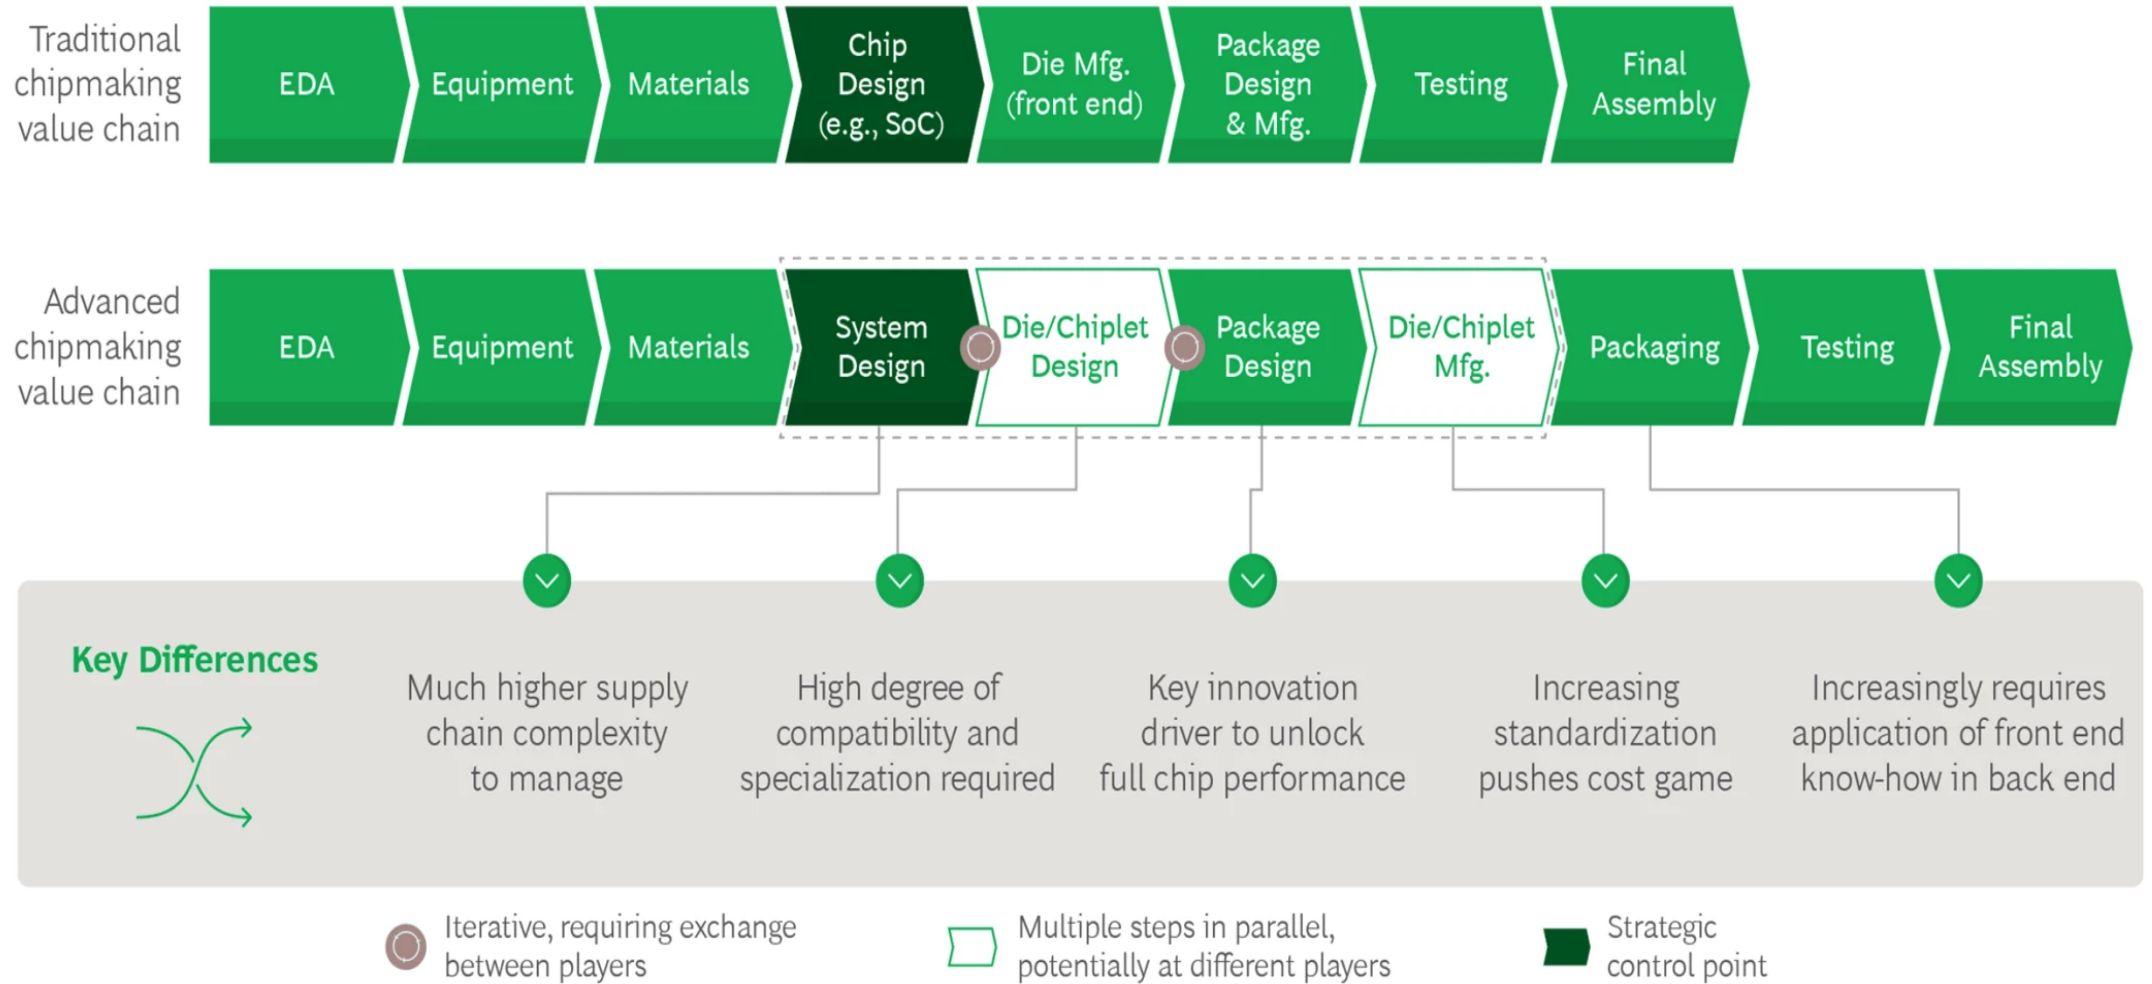 Traditional
chipmaking
value chain
EDA
Equipment
Materials
Chip
Design
(e.g., SoC)
Die Mfg.
(front end)
Package
Design
& Mfg.
Testing
Final
Assembly
Advanced
chipmaking
value chain
EDA
Equipment
Materials
System
Design
Die/Chiplet
Design
Package
Design
Die/Chiplet
Mfg.
Packaging
Testing
Final
Assembly
Key Differences
Much higher supply
chain complexity
to manage
High degree of
compatibility and
specialization required
Key innovation
driver to unlock
full chip performance
Increasing
standardization
pushes cost game
Increasingly requires
application of front end
know-how in back end
Iterative, requiring exchange
between players
Multiple steps in parallel,
potentially at different players
Strategic
control point